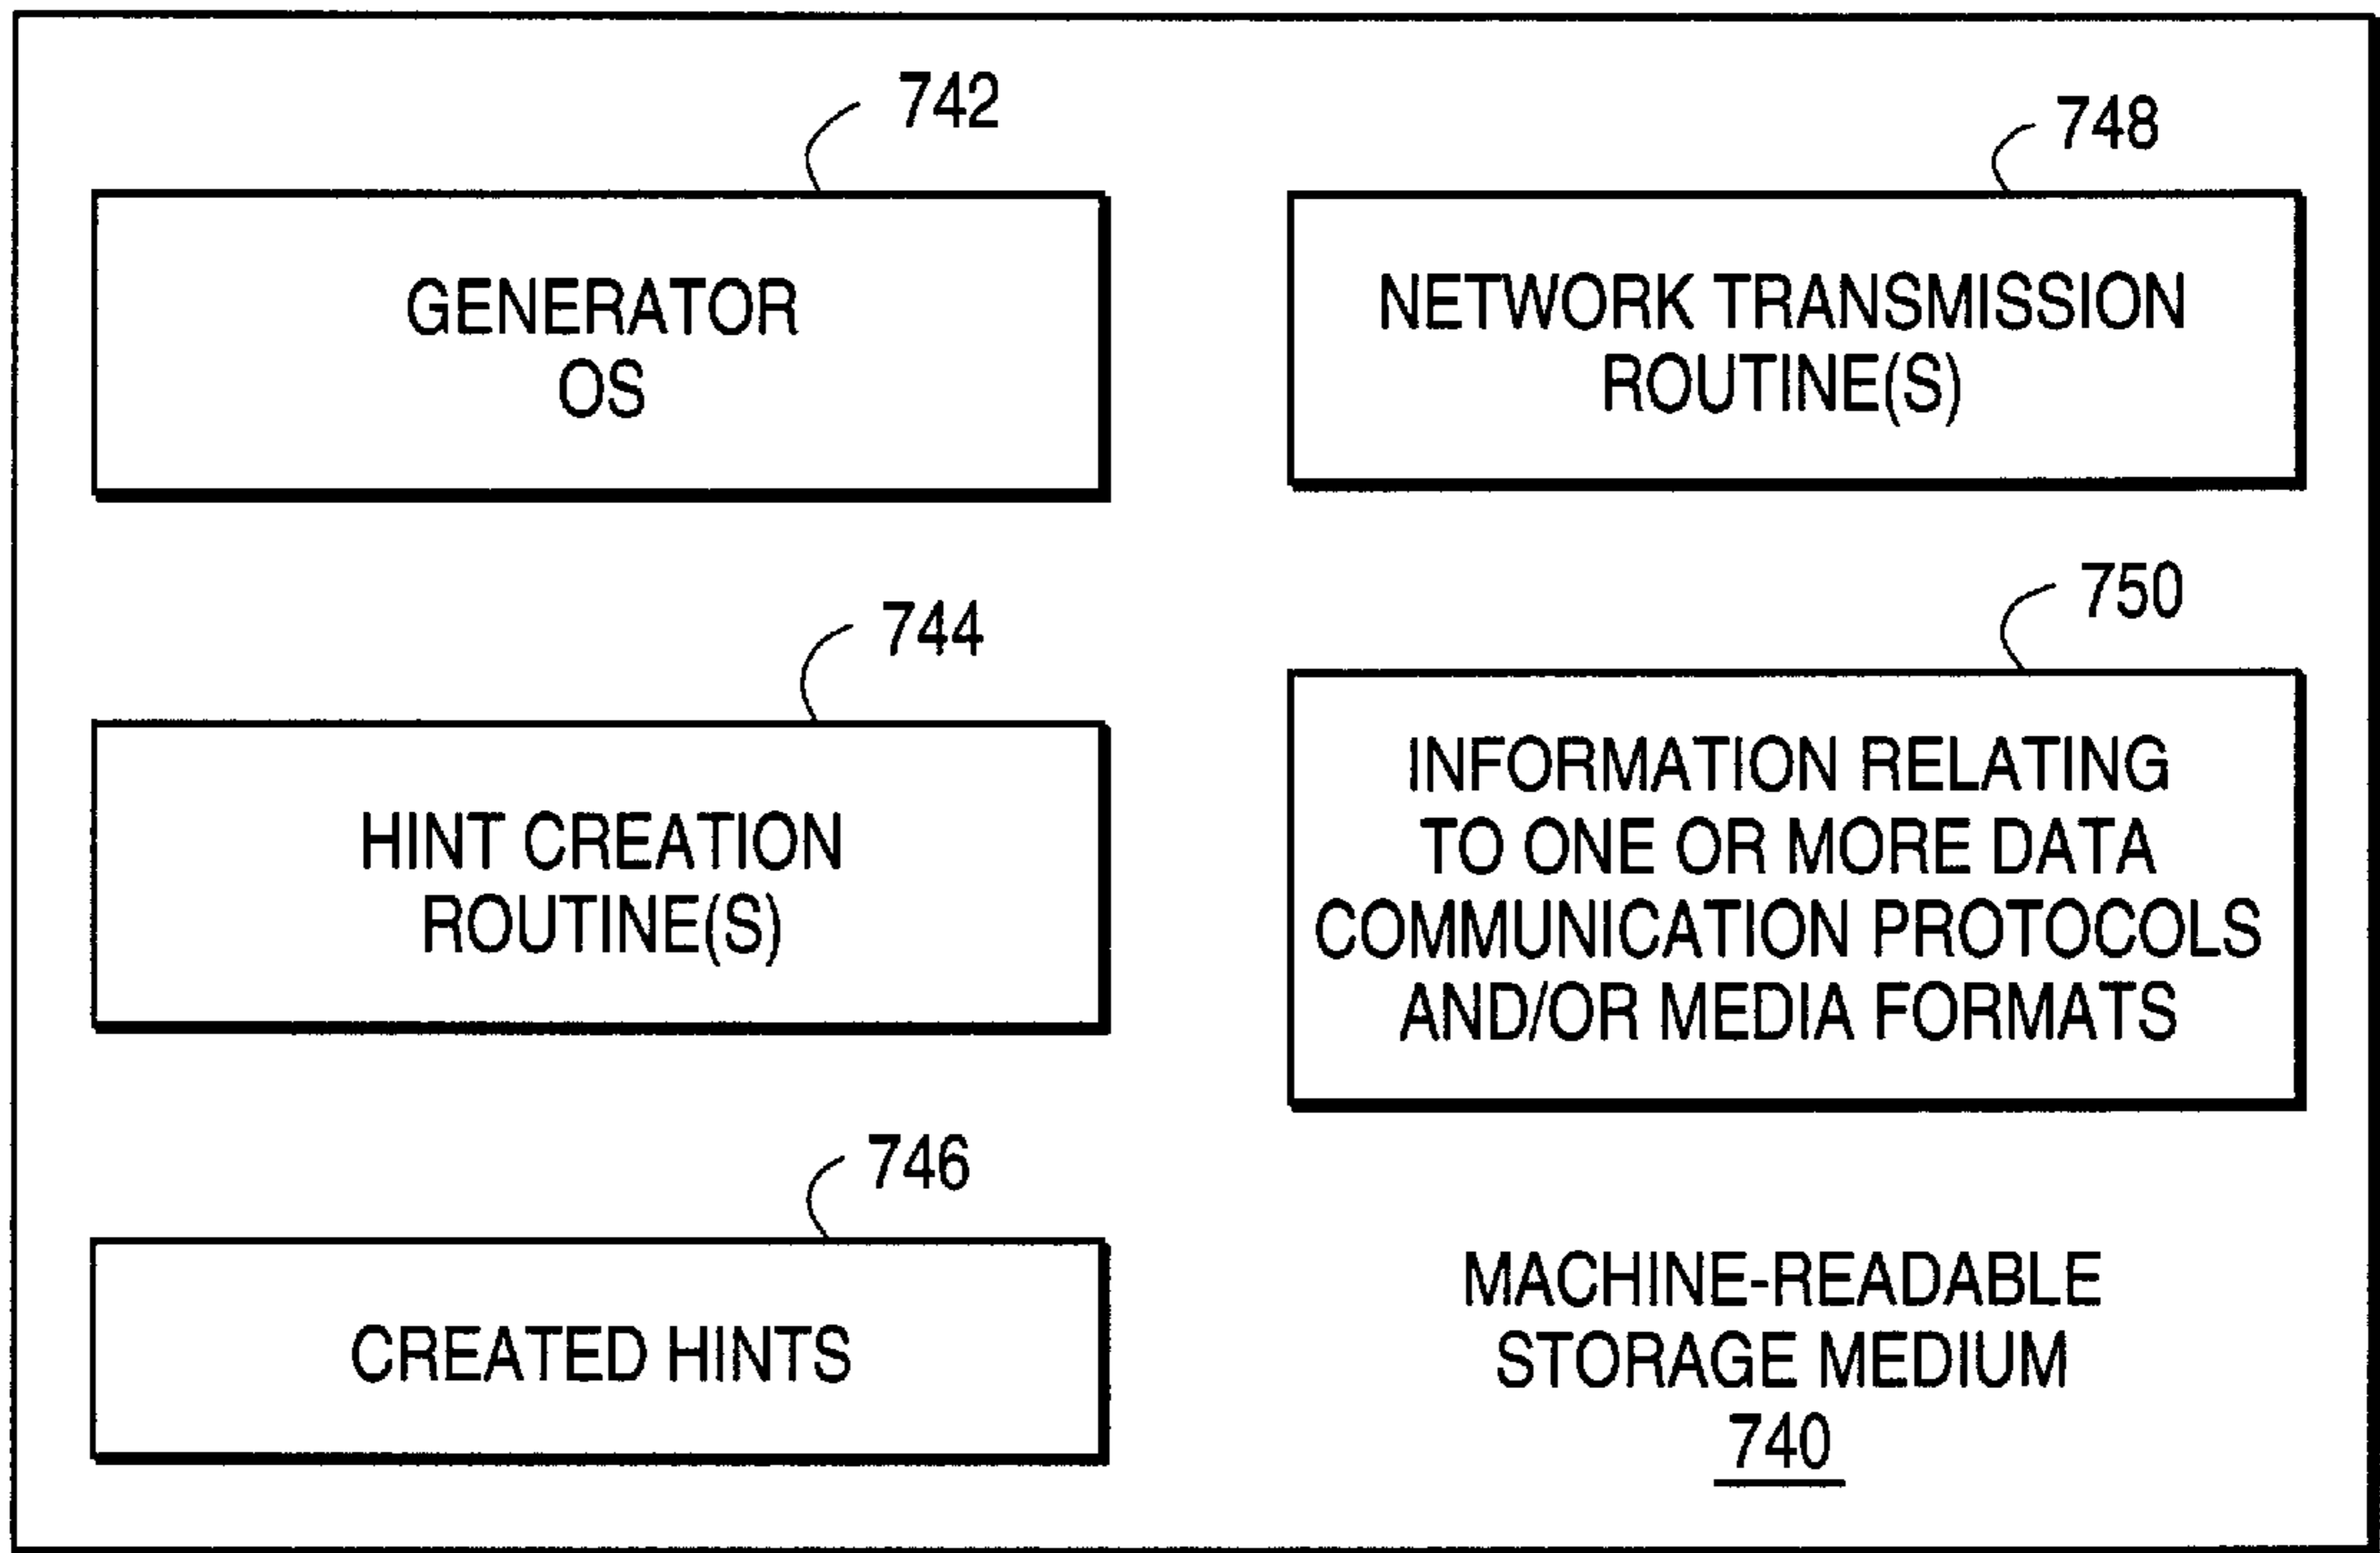 742
GENERATOR
OS
744
HINT CREATION
ROUTINE(S)
746
CREATED HINTS
748
NETWORK TRANSMISSION
ROUTINE(S)
750
INFORMATION RELATING
TO ONE OR MORE DATA
COMMUNICATION PROTOCOLS
AND/OR MEDIA FORMATS
MACHINE-READABLE
STORAGE MEDIUM
740